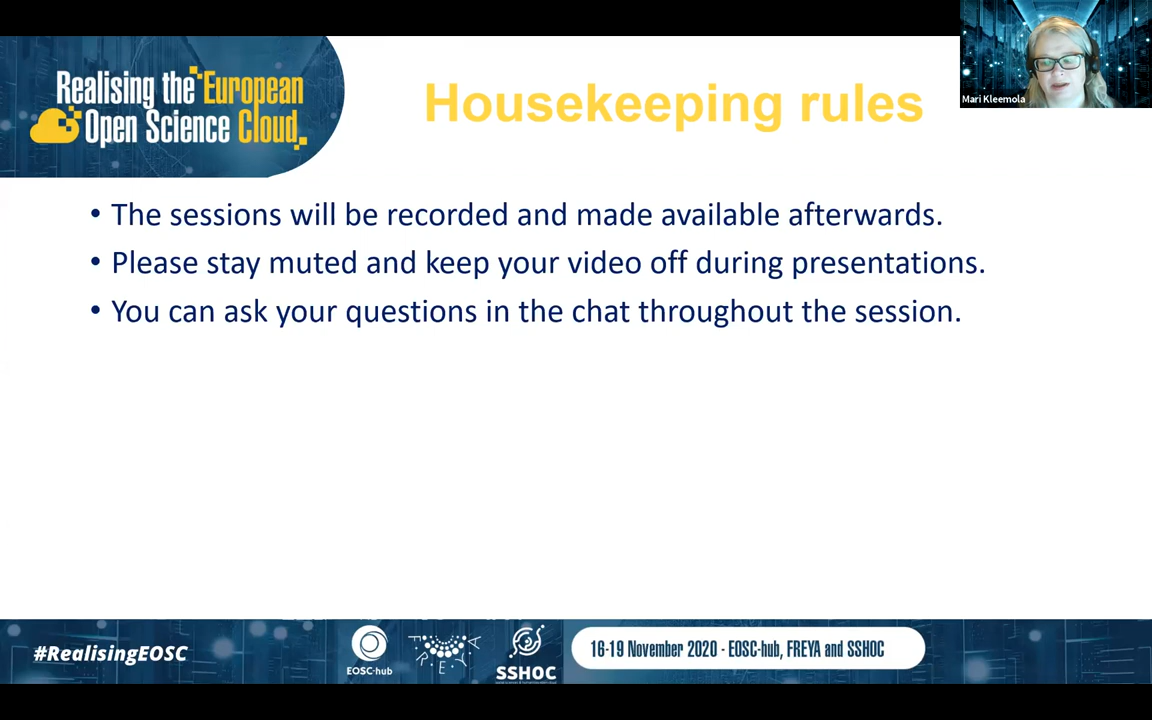 Realising the European
Open Science Cloud
Housekeeping rules
Mari Kleemola
• The sessions will be recorded and made available afterwards.
• Please stay muted and keep your video off during presentations.
• You can ask your questions in the chat throughout the session.
#RealisingEOSC
EOSC-hub
FREYA
SSHOC
16-19 November 2020 - EOSC-hub, FREYA and SSHOC